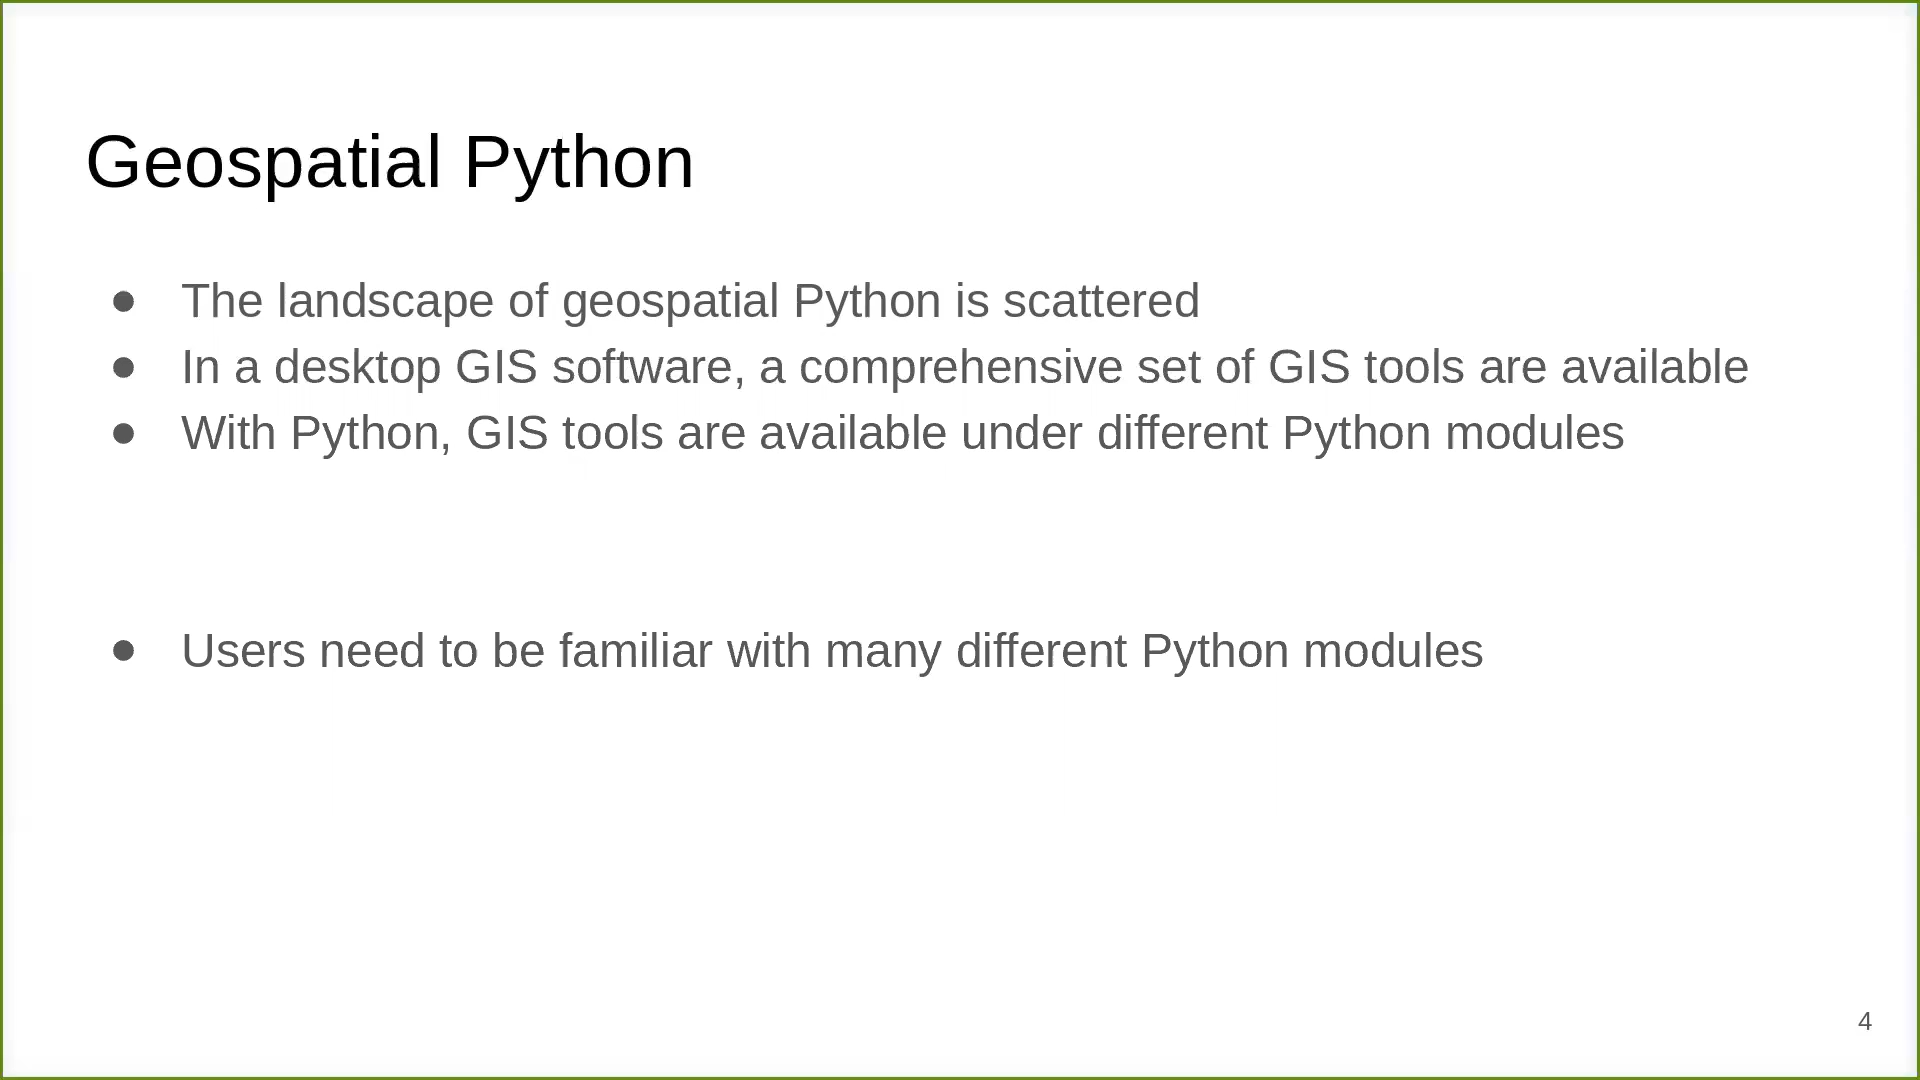 Geospatial Python
● The landscape of geospatial Python is scattered
● In a desktop GIS software, a comprehensive set of GIS tools are available
● With Python, GIS tools are available under different Python modules
● Users need to be familiar with many different Python modules
4